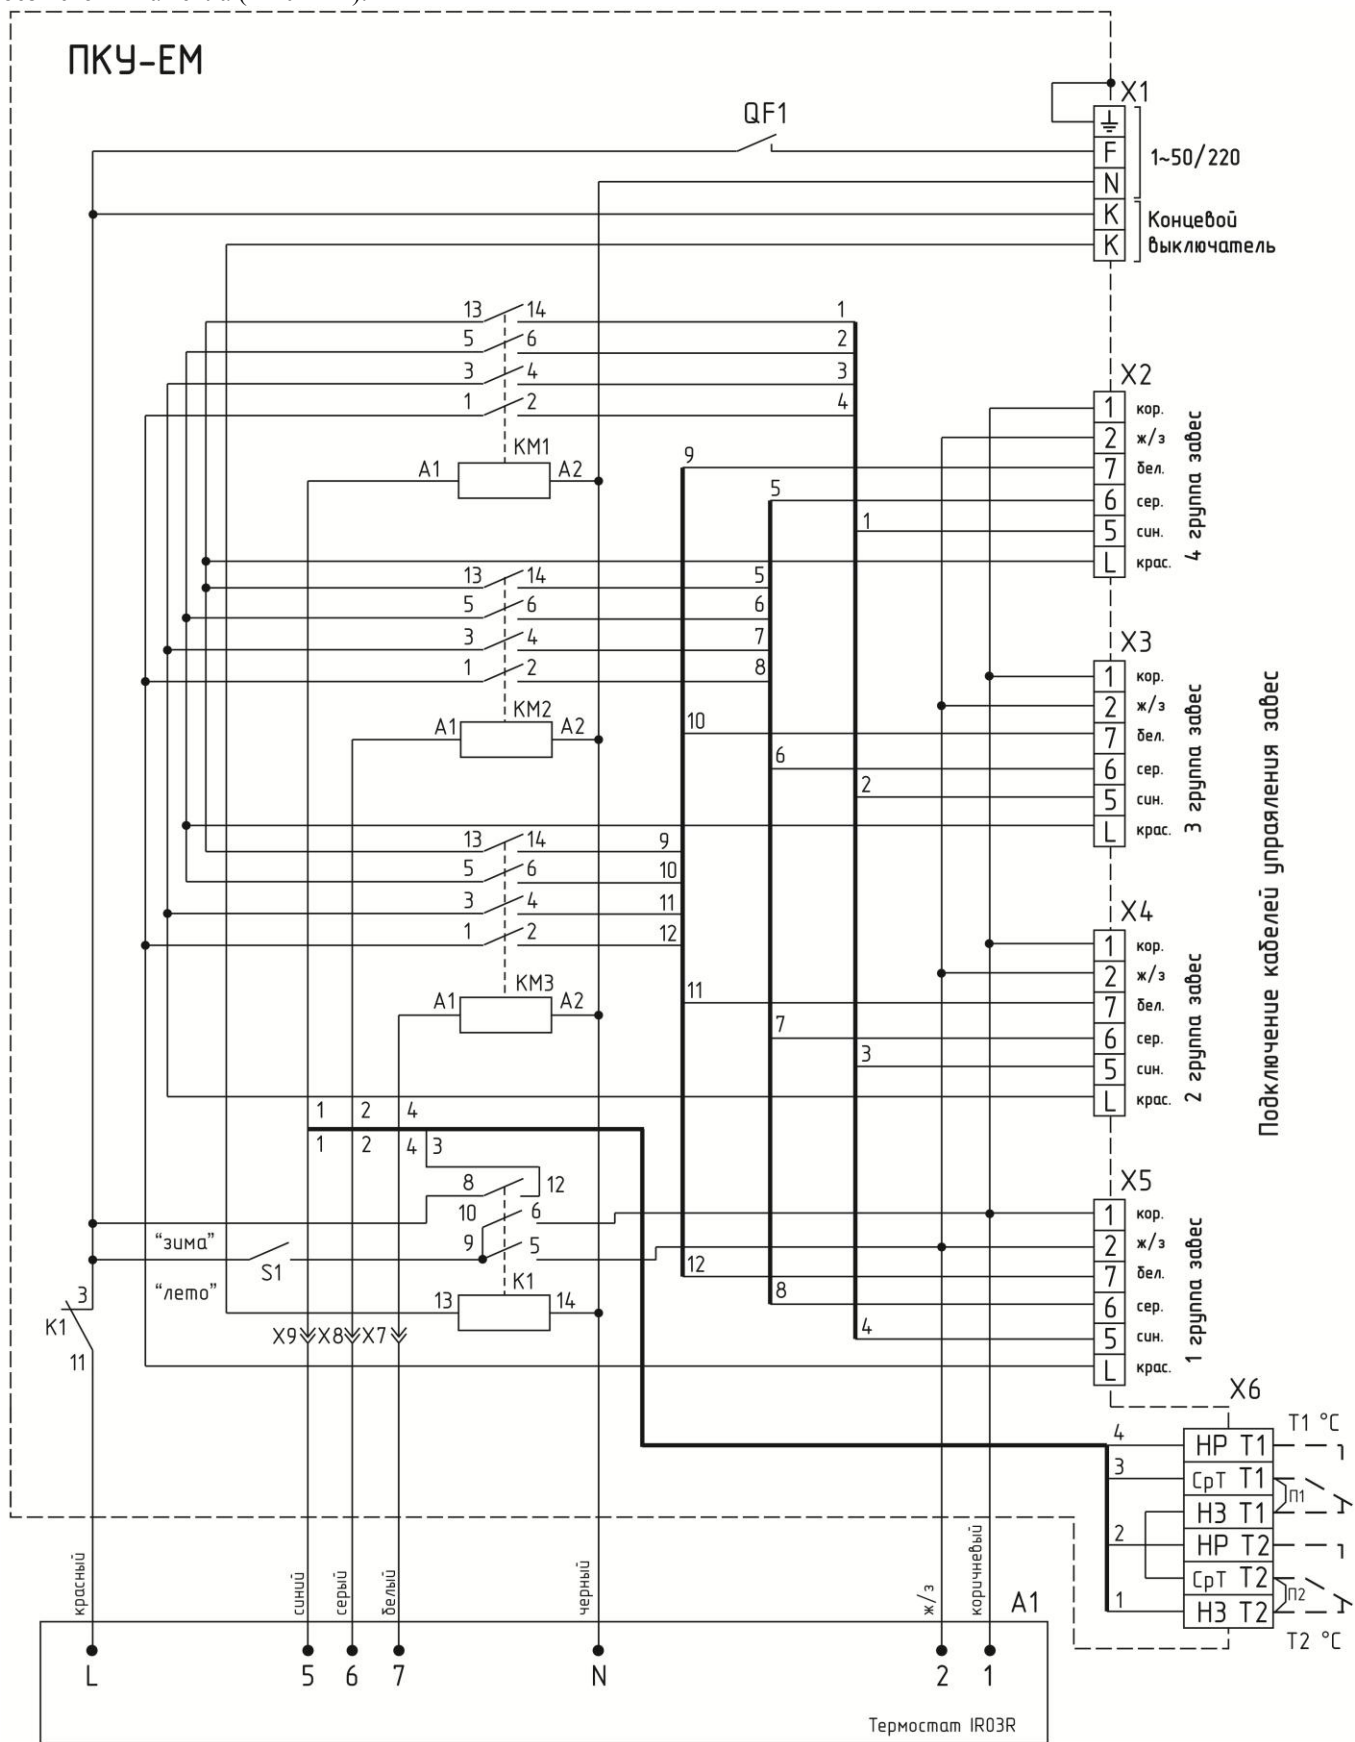 ПКУ-ЕМ
X1
QF1
F
1~50/220
N
K
Концевой
K
выключатель
13
14
1
5
6
2
3
4
3
1
2
4
X2
1
кор.
2
ж/з
7
бел.
6
сер.
5
син.
L
крас.
4 группа завес
KM1
A1
A2
9
5
1
13
14
5
5
6
6
3
4
7
1
2
8
X3
1
кор.
2
ж/з
7
бел.
6
сер.
5
син.
L
крас.
3 группа завес
KM2
A1
A2
10
6
2
13
14
9
5
6
10
3
4
11
1
2
12
X4
1
кор.
2
ж/з
7
бел.
6
сер.
5
син.
L
крас.
2 группа завес
KM3
A1
A2
11
7
3
Подключение кабелей упраяления завес
1
2
4
1
2
4
3
8
12
10
6
9
5
"зима"
S1
"лето"
K1
13
14
3
K1
11
X9
X8
X7
X5
1
кор.
2
ж/з
7
бел.
6
сер.
5
син.
L
крас.
1 группа завес
12
8
4
X6
T1 °C
4
НР Т1
3
СрТ Т1
П1
НЗ Т1
2
НР Т2
СрТ Т2
П2
1
НЗ Т2
T2 °C
красный
синий
серый
белый
черный
ж/з
коричневый
A1
L
5
6
7
N
2
1
Термостат IR03R